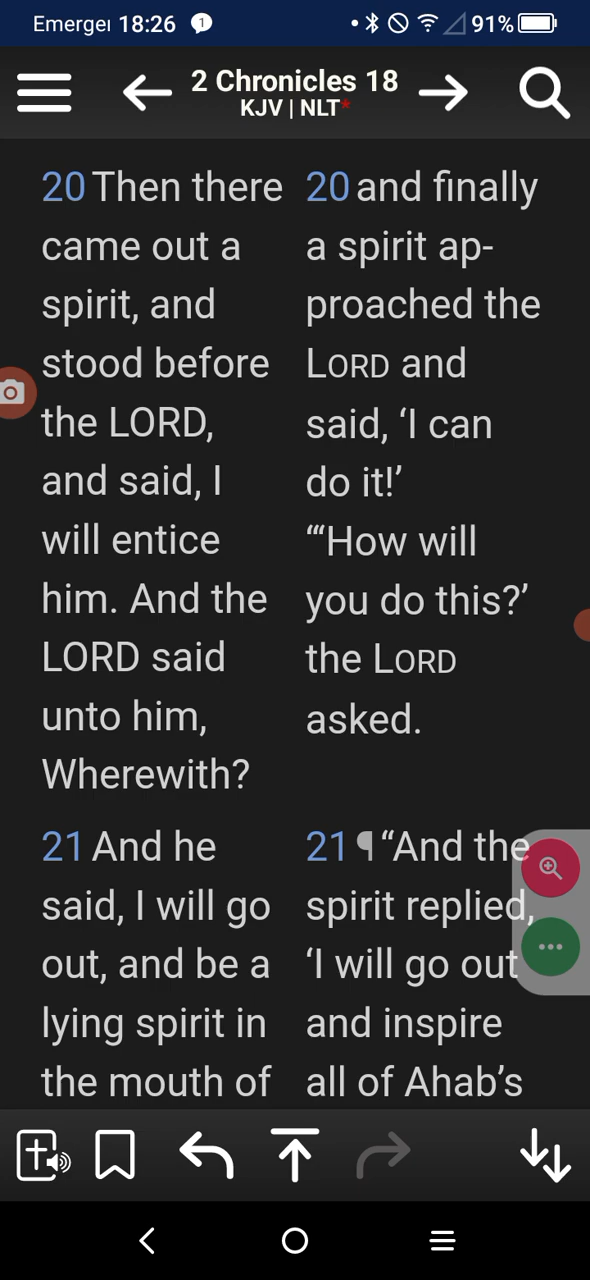 Emerger 18:26 1 91%
2 Chronicles 18
KJV | NLT*
20 Then there
came out a
spirit, and
stood before
the LORD,
and said, I
will entice
him. And the
LORD said
unto him,
Wherewith?
21 And he
said, I will go
out, and be a
lying spirit in
the mouth of
20 and finally
a spirit ap-
proached the
LORD and
said, ‘I can
do it!’
“‘How will
you do this?’
the LORD
asked.
21 ¶ “And the
spirit replied,
‘I will go out
and inspire
all of Ahab’s